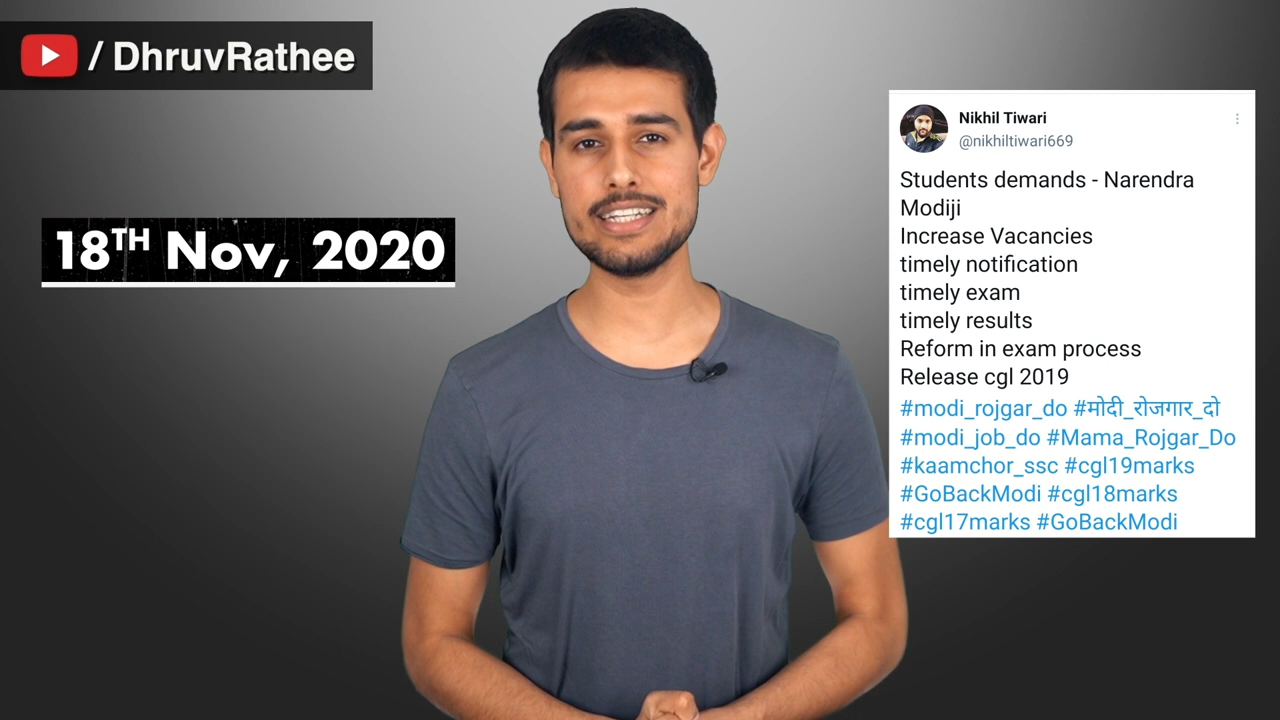 / DhruvRathee
18TH Nov, 2020
Nikhil Tiwari
@nikhiltiwari669
Students demands - Narendra
Modiji
Increase Vacancies
timely notification
timely exam
timely results
Reform in exam process
Release cgl 2019
#modi_rojgar_do #मोदी_रोजगार_दो
#modi_job_do #Mama_Rojgar_Do
#kaamchor_ssc #cgl19marks
#GoBackModi #cgl18marks
#cgl17marks #GoBackModi